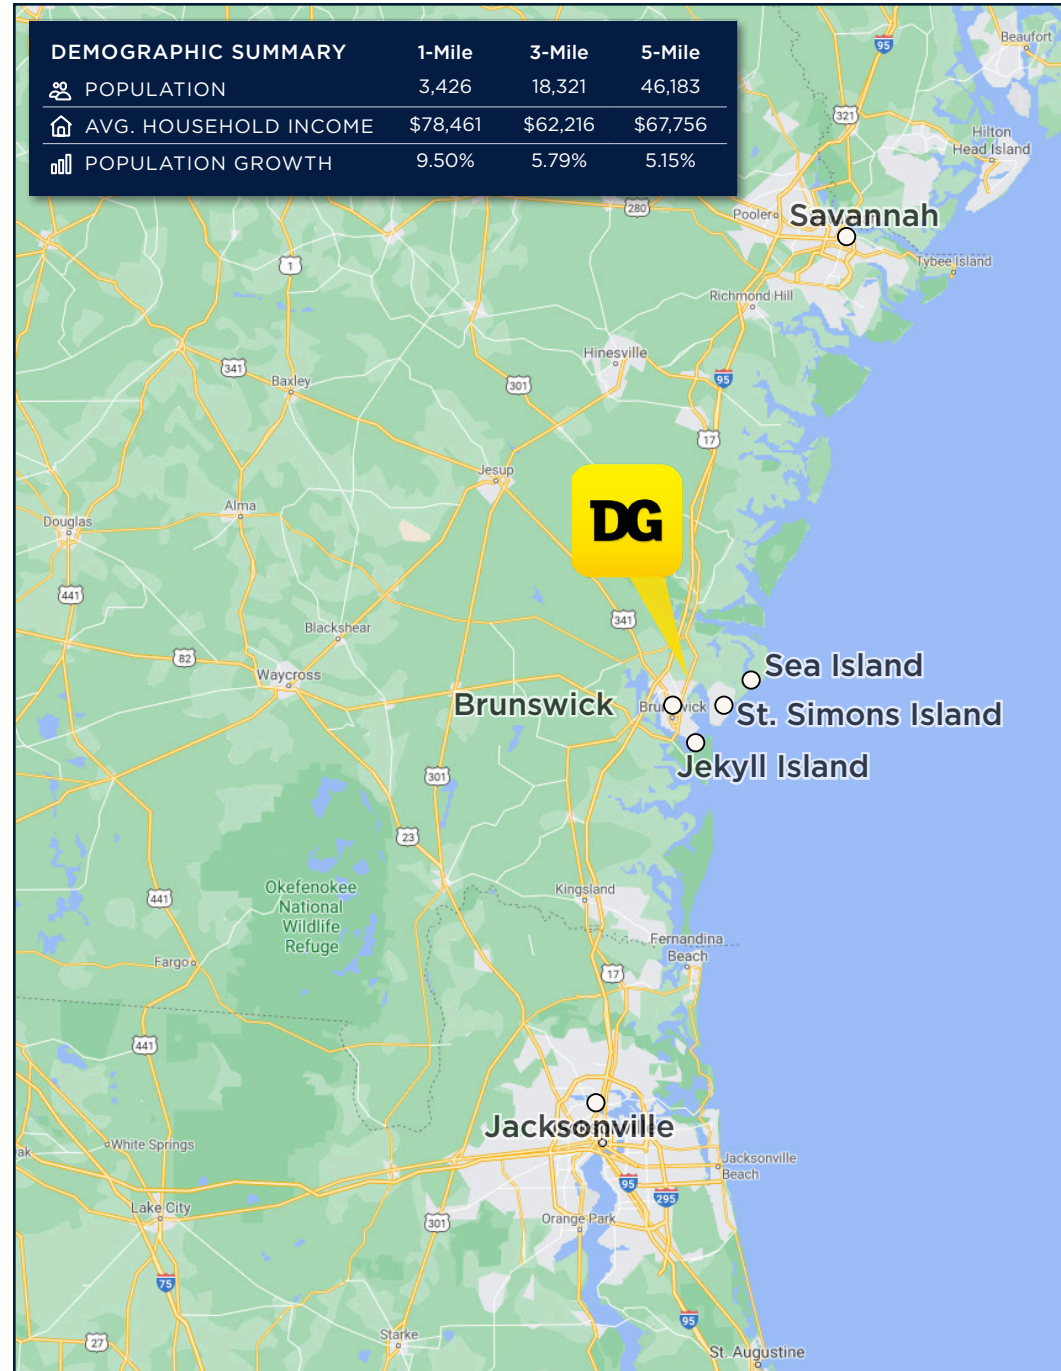 DEMOGRAPHIC SUMMARY 1-Mile 3-Mile 5-Mile
POPULATION 3,426 18,321 46,183
AVG. HOUSEHOLD INCOME $78,461 $62,216 $67,756
POPULATION GROWTH 9.50% 5.79% 5.15%
95
Beaufort
321
Hilton
Head Island
280
Pooler
Savannah
1
Tybee Island
Richmond Hill
341
Baxley
Hinesville
301
95
17
Jesup
Alma
Douglas
DG
441
341
Blackshear
82
Waycross
Sea Island
Brunswick
St. Simons Island
Jekyll Island
301
23
441
Okefenokee
National
Wildlife
Refuge
Kingsland
Fargo
Fernandina
Beach
17
441
Jacksonville
White Springs
oak
Jacksonville
Beach
95
295
Lake City
301
Orange Park
75
95
27
Starke
St. Augustine